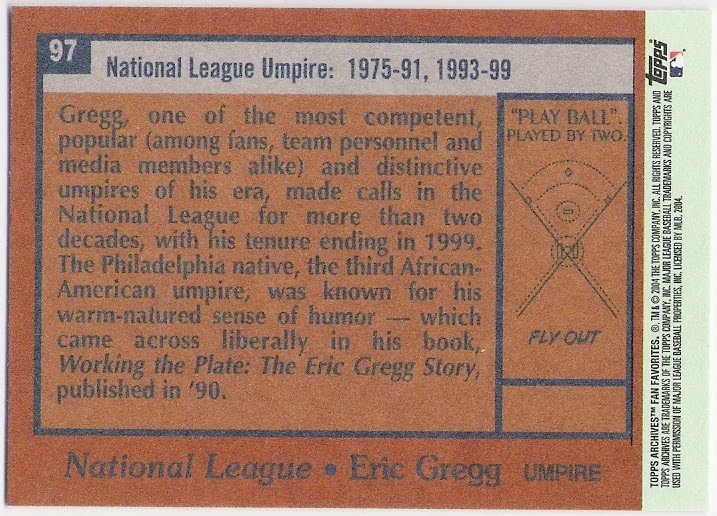 97
National League Umpire: 1975-91, 1993-99
Gregg, one of the most competent,
popular (among fans, team personnel and
media members alike) and distinctive
umpires of his era, made calls in the
National League for more than two
decades, with his tenure ending in 1999.
The Philadelphia native, the third African-
American umpire, was known for his
warm-natured sense of humor — which
came across liberally in his book,
Working the Plate: The Eric Gregg Story,
published in '90.
"PLAY BALL".
PLAYED BY TWO.
FLY OUT
National League • Eric Gregg UMPIRE
Topps
TOPPS ARCHIVES™ FAN FAVORITES. ®, TM & © 2004 THE TOPPS COMPANY, INC. ALL RIGHTS RESERVED. TOPPS AND
TOPPS ARCHIVES ARE TRADEMARKS OF THE TOPPS COMPANY, INC. MAJOR LEAGUE BASEBALL TRADEMARKS AND COPYRIGHTS ARE
USED WITH PERMISSION OF MAJOR LEAGUE BASEBALL PROPERTIES, INC. LICENSED BY MLB, 2004.